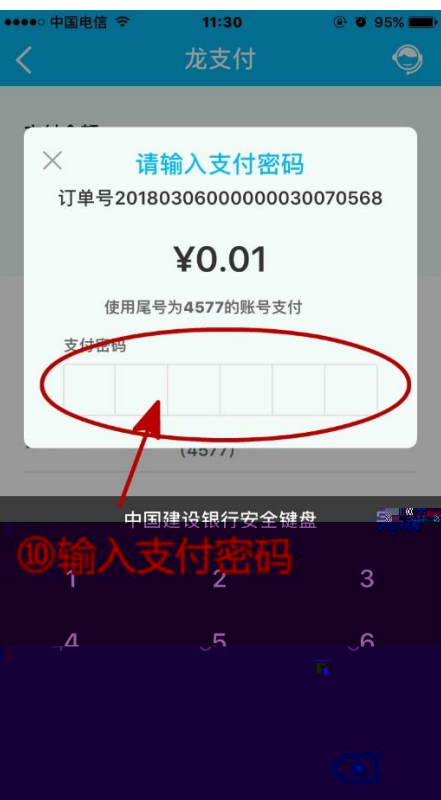 中国电信 11:30 95%
龙支付
请输入支付密码
订单号20180306000000030070568
¥0.01
使用尾号为4577的账号支付
支付密码
(4577)
中国建设银行安全键盘
⑩输入支付密码
1 2 3
4 5 6